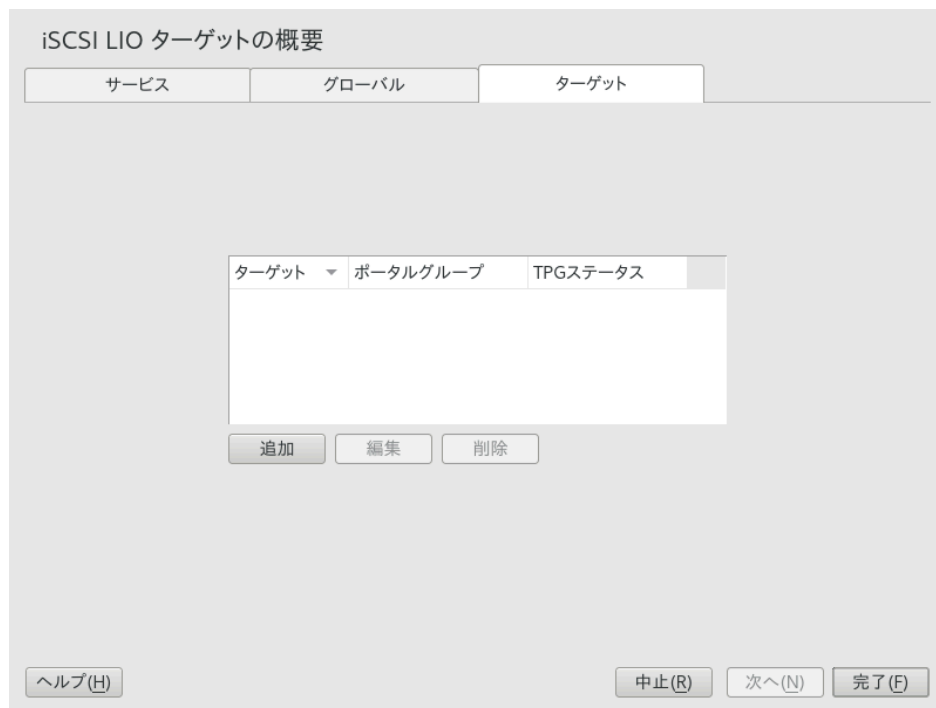 iSCSI LIO ターゲットの概要
サービス グローバル ターゲット
ターゲット ポータルグループ TPGステータス
追加 編集 削除
ヘルプ(H) 中止(R) 次へ(N) 完了(F)